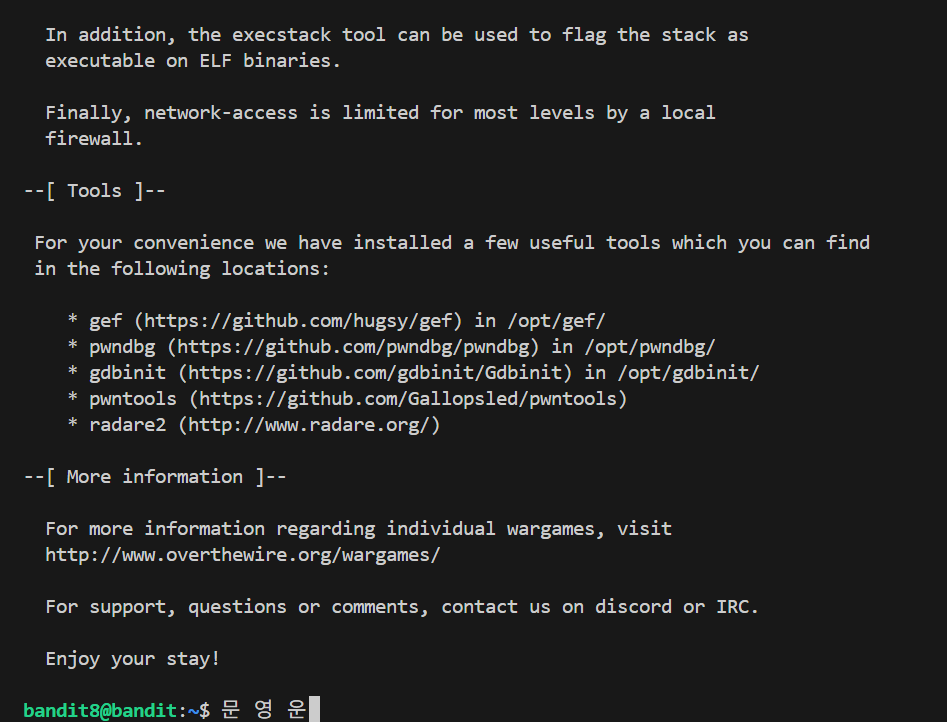 In addition, the execstack tool can be used to flag the stack as
executable on ELF binaries.
Finally, network-access is limited for most levels by a local
firewall.
--[ Tools ]--
For your convenience we have installed a few useful tools which you can find
in the following locations:
* gef (https://github.com/hugsy/gef) in /opt/gef/
* pwndbg (https://github.com/pwndbg/pwndbg) in /opt/pwndbg/
* gdbinit (https://github.com/gdbinit/Gdbinit) in /opt/gdbinit/
* pwntools (https://github.com/Gallopsled/pwntools)
* radare2 (http://www.radare.org/)
--[ More information ]--
For more information regarding individual wargames, visit
http://www.overthewire.org/wargames/
For support, questions or comments, contact us on discord or IRC.
Enjoy your stay!
bandit8@bandit:~$ 문 영 운